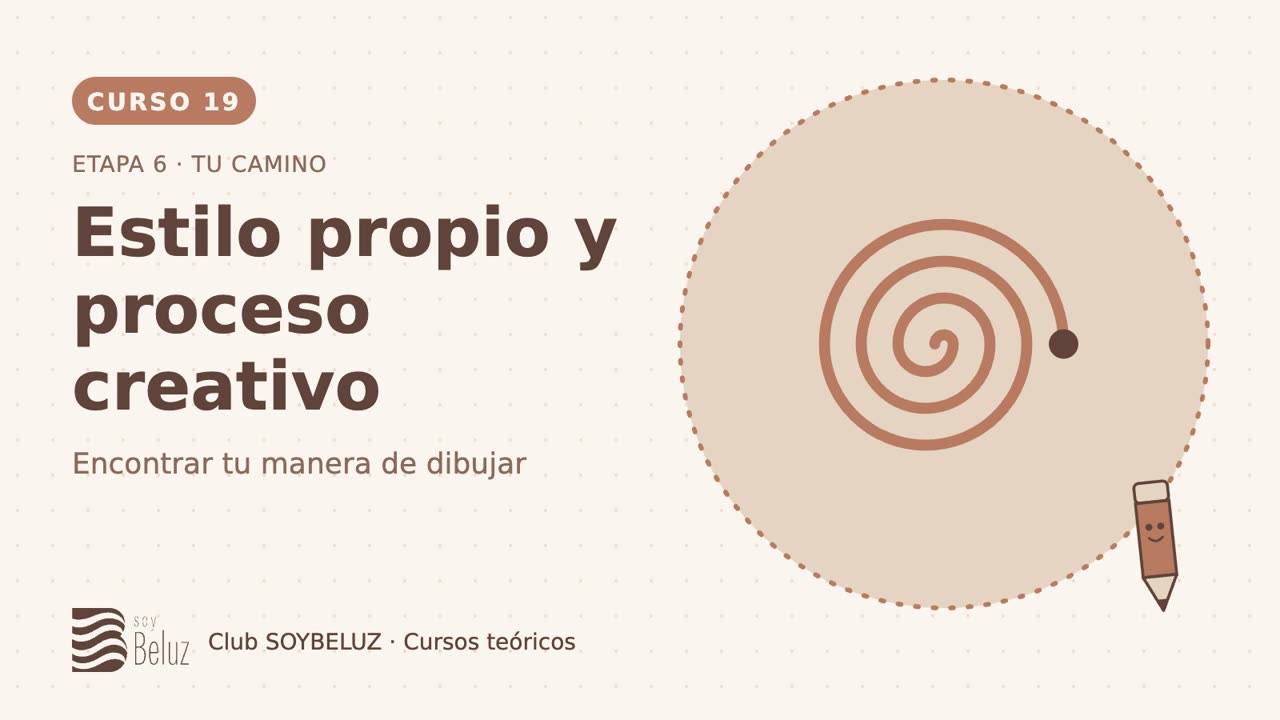 CURSO 19
ETAPA 6 · TU CAMINO
Estilo propio y
proceso
creativo
Encontrar tu manera de dibujar
soy
Beluz
Club SOYBELUZ · Cursos teóricos